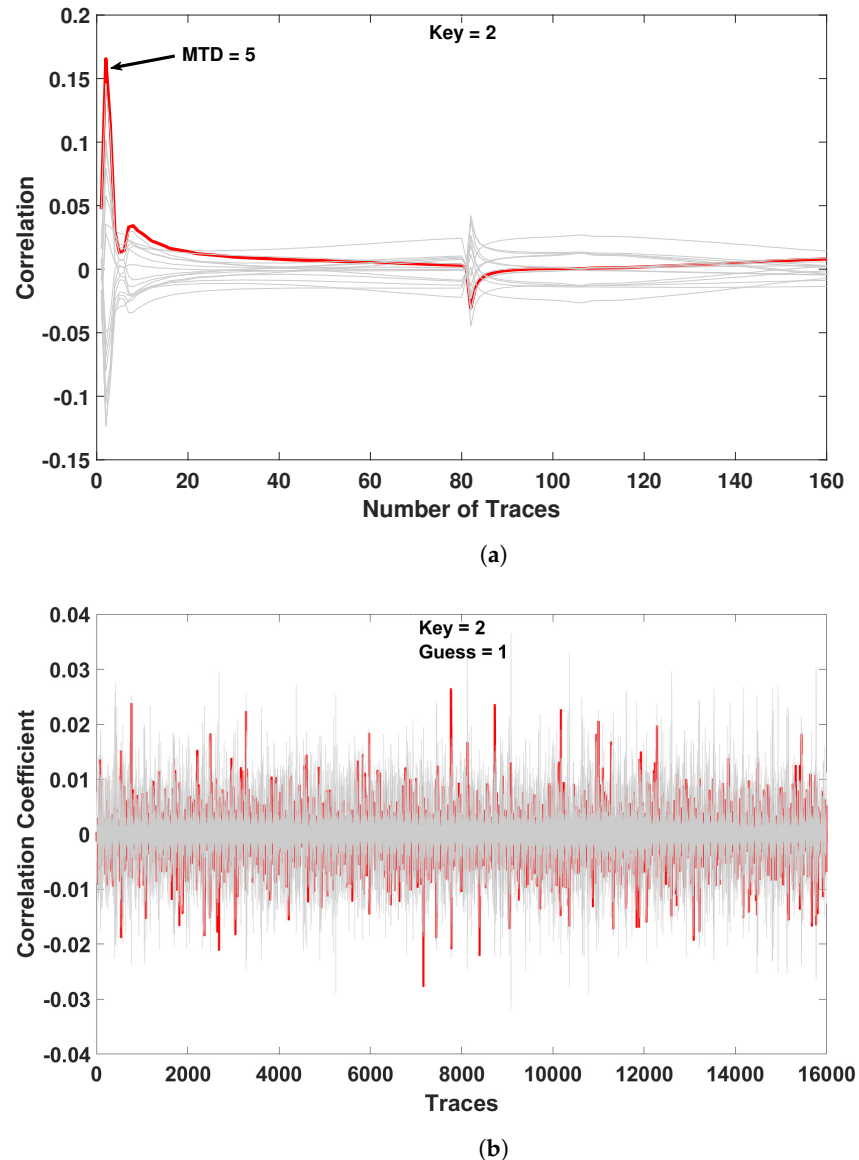 0.2
Key = 2
MTD = 5
0.15
0.1
0.05
0
-0.05
-0.1
-0.15
Correlation
0 20 40 60 80 100 120 140 160
Number of Traces
(a)
0.04
Key = 2
Guess = 1
0.03
0.02
0.01
0
-0.01
-0.02
-0.03
-0.04
Correlation Coefficient
0 2000 4000 6000 8000 10000 12000 14000 16000
Traces
(b)